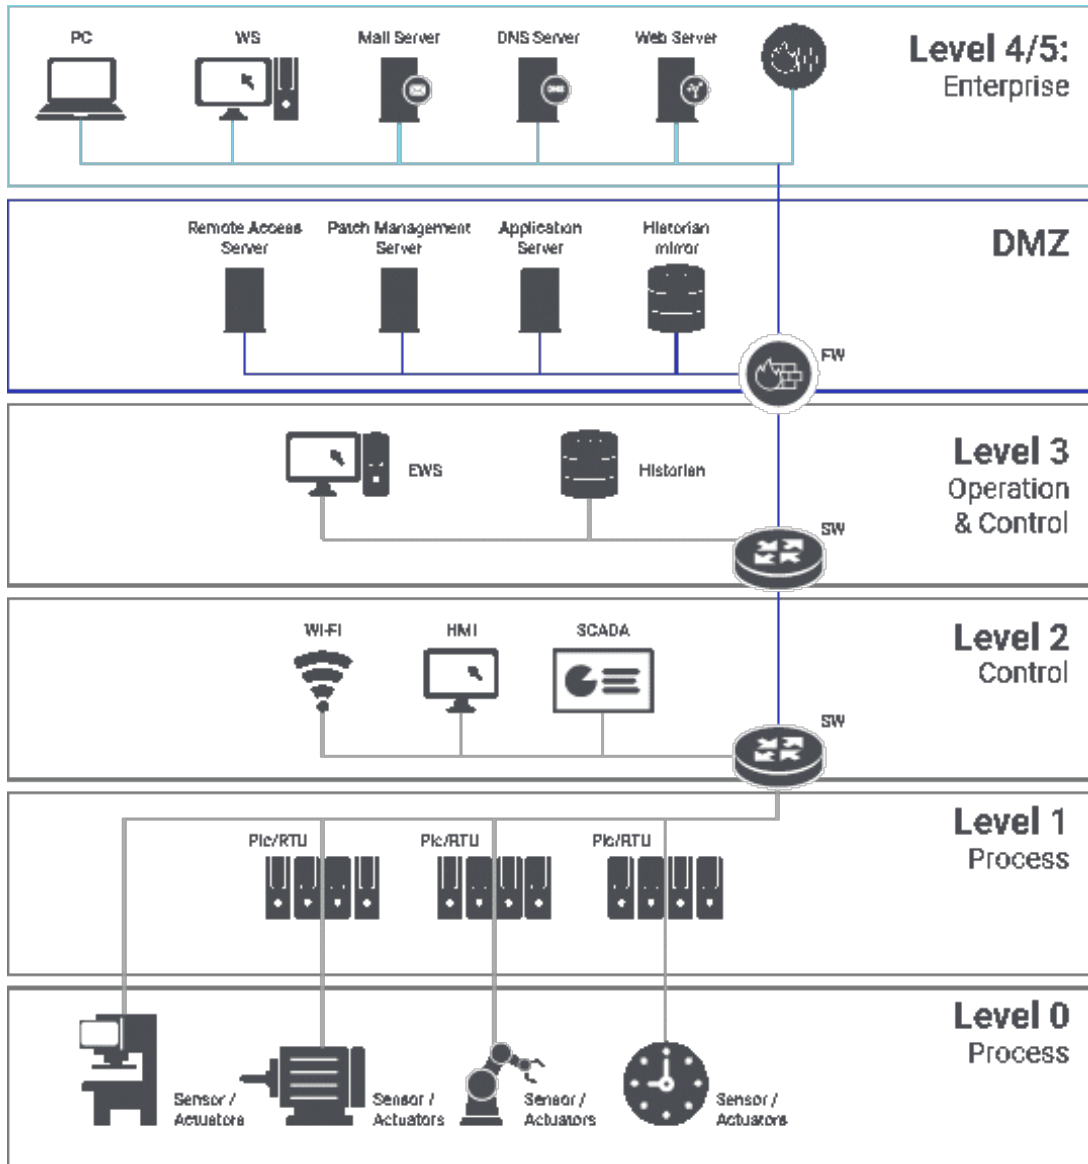 PC
WS
Mail Server
DNS Server
Web Server
Level 4/5:
Enterprise
Remote Access
Server
Patch Management
Server
Application
Server
Historian
mirror
DMZ
FW
EWS
Historian
Level 3
Operation
& Control
SW
WI-FI
HMI
SCADA
Level 2
Control
SW
Plc/RTU
Plc/RTU
Plc/RTU
Level 1
Process
Level 0
Process
Sensor /
Actuators
Sensor /
Actuators
Sensor /
Actuators
Sensor /
Actuators